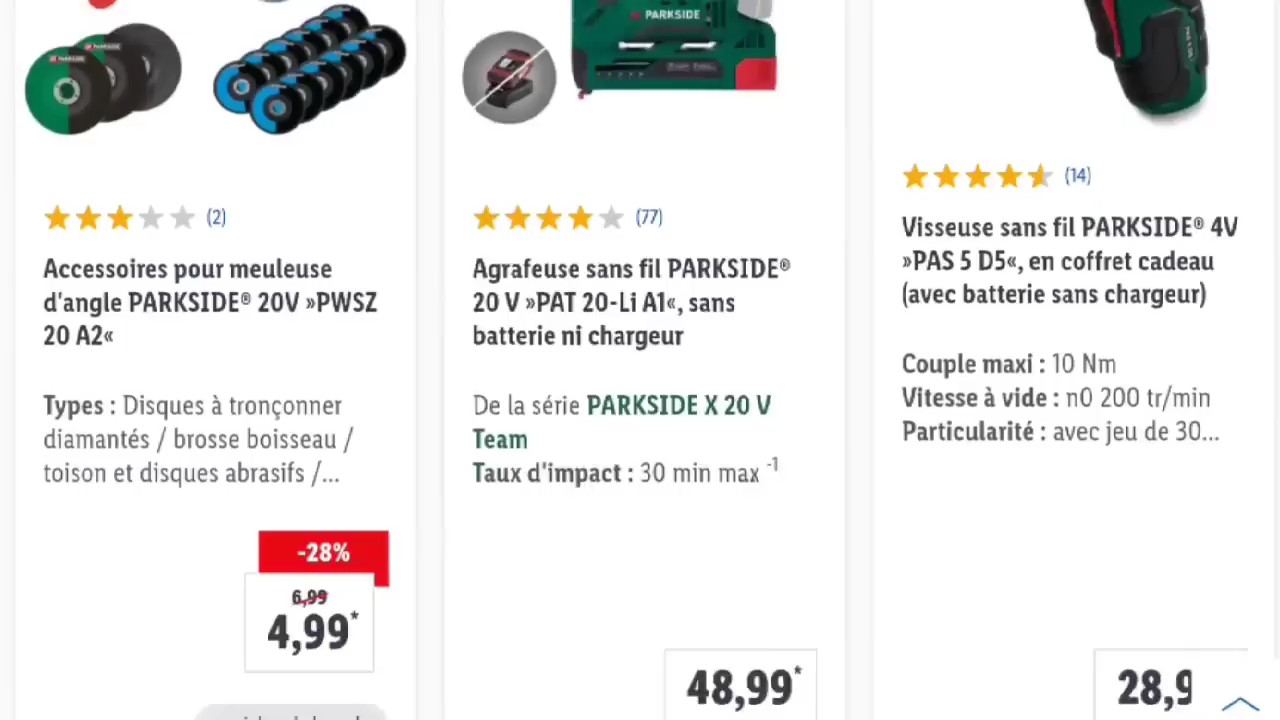 PARKSIDE
PARKSIDE
PARKSIDE
(2)
Accessoires pour meuleuse
d'angle PARKSIDE® 20V »PWSZ
20 A2«
Types : Disques à tronçonner
diamantés / brosse boisseau /
toison et disques abrasifs /...
-28%
6,99
4,99*
(77)
Agrafeuse sans fil PARKSIDE®
20 V »PAT 20-Li A1«, sans
batterie ni chargeur
De la série PARKSIDE X 20 V
Team
Taux d'impact : 30 min max -1
48,99*
(14)
Visseuse sans fil PARKSIDE® 4V
»PAS 5 D5«, en coffret cadeau
(avec batterie sans chargeur)
Couple maxi : 10 Nm
Vitesse à vide : n0 200 tr/min
Particularité : avec jeu de 30...
28,9